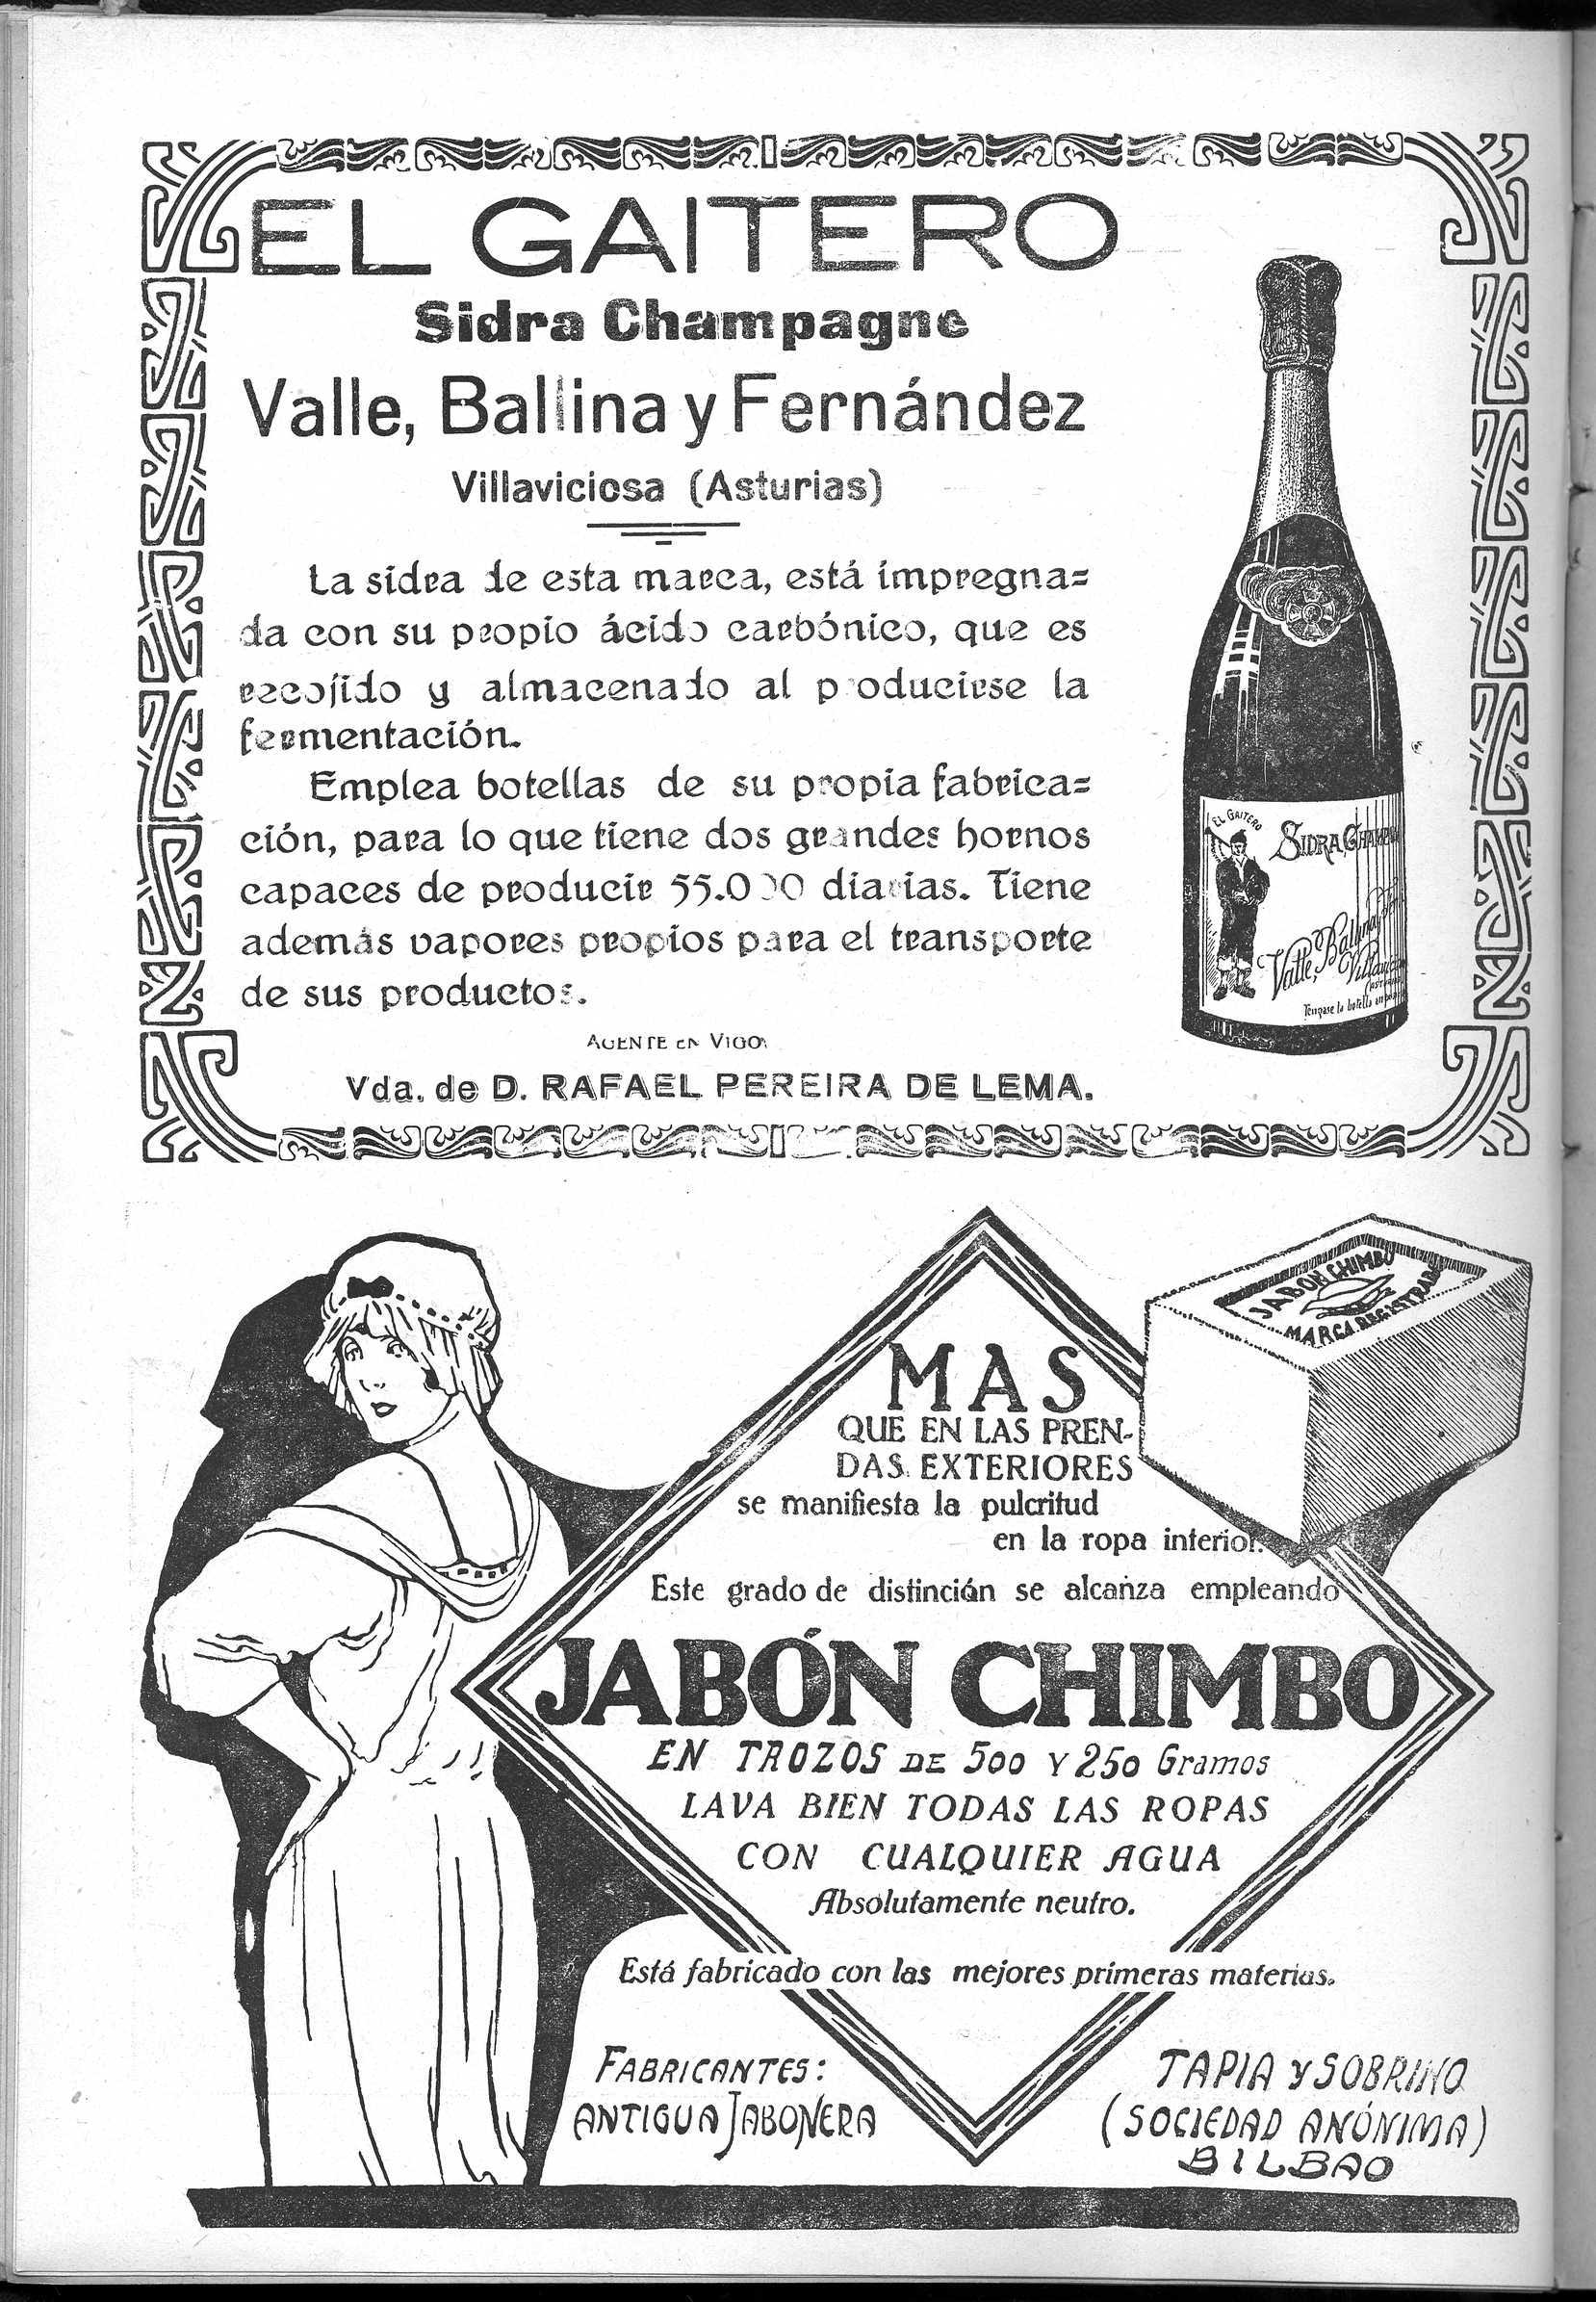 EL GAITERO
Sidra Champagne
Valle, Ballina y Fernández
Villaviciosa (Asturias)
La sidra de esta marca, está impregna=
da con su propio ácido carbónico, que es
recojido y almacenado al producirse la
fermentación.
Emplea botellas de su propia fabrica=
ción, para lo que tiene dos grandes hornos
capaces de producir 55.000 diarias. Tiene
además vapores propios para el transporte
de sus productos.
AGENTE EN VIGO:
Vda. de D. RAFAEL PEREIRA DE LEMA.
EL GAITERO
SIDRA CHAMPA
Valle, Ballina y
Téngase la botella
JABON CHIMBO
MARCA REGISTRADA
MAS
QUE EN LAS PREN-
DAS EXTERIORES
se manifiesta la pulcritud
en la ropa interior.
Este grado de distinción se alcanza empleando
JABÓN CHIMBO
EN TROZOS DE 500 Y 250 Gramos
LAVA BIEN TODAS LAS ROPAS
CON CUALQUIER AGUA
Absolutamente neutro.
Está fabricado con las mejores primeras materias.
FABRICANTES:
ANTIGUA JABONERA
TAPIA Y SOBRINO
(SOCIEDAD ANÓNIMA)
BILBAO